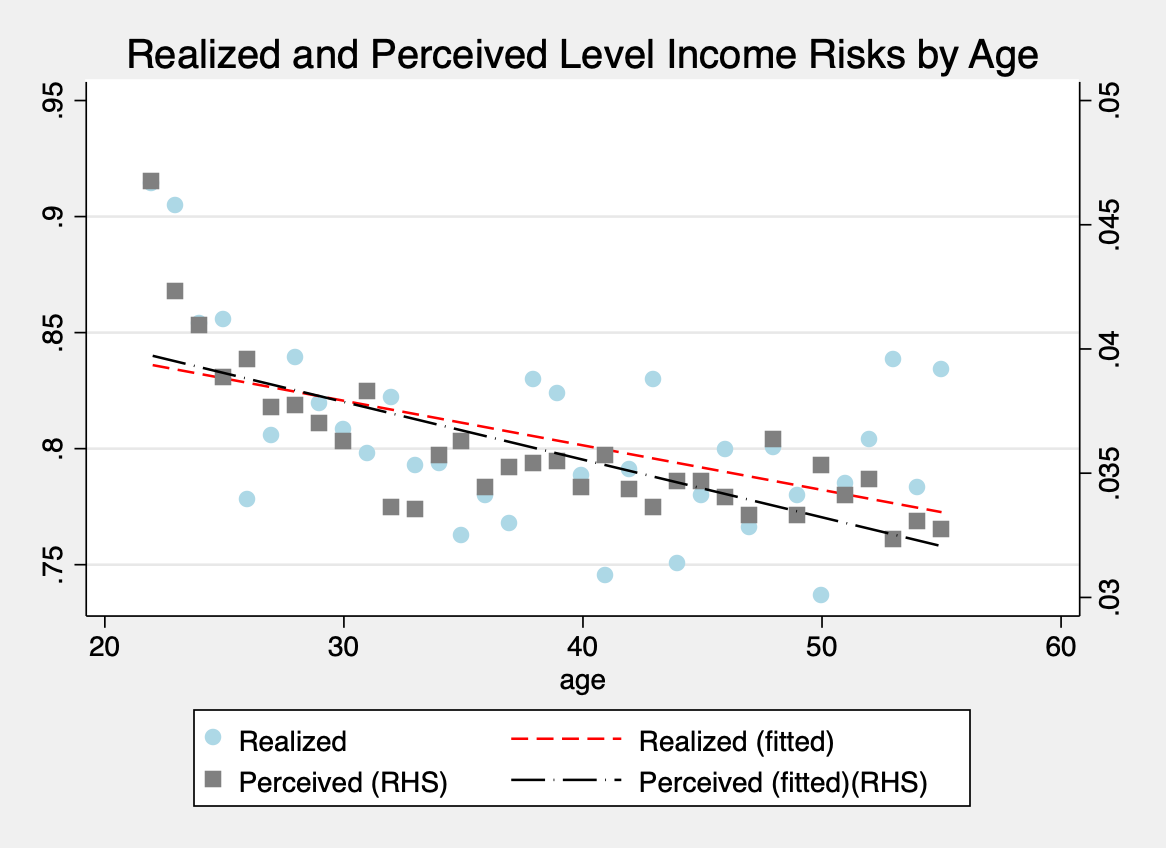 Realized and Perceived Level Income Risks by Age
.95
.9
.85
.8
.75
.05
.045
.04
.035
.03
20 30 40 50 60
age
Realized
Realized (fitted)
Perceived (RHS)
Perceived (fitted)(RHS)